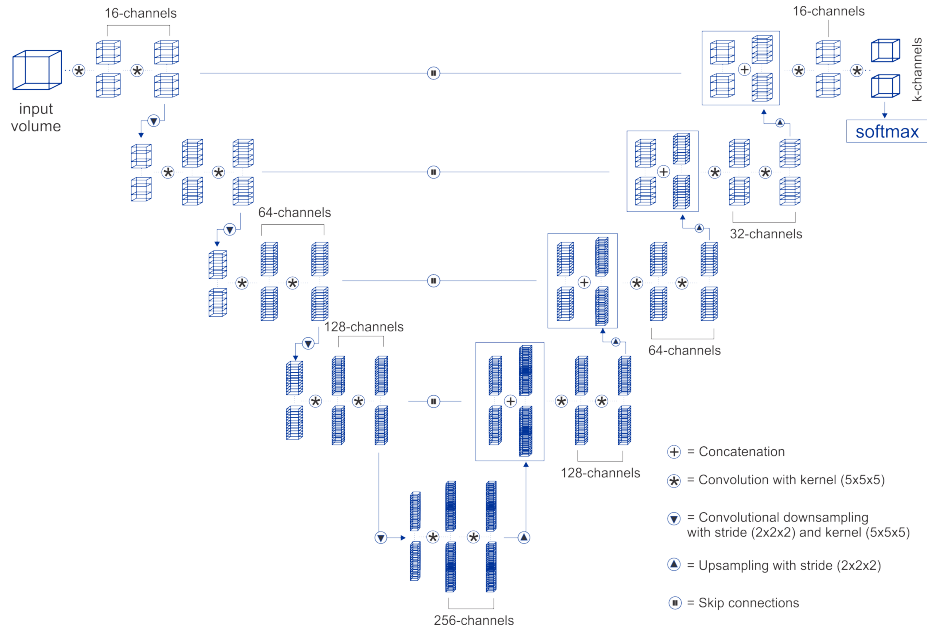 16-channels
16-channels
input
volume
k-channels
softmax
64-channels
32-channels
128-channels
64-channels
128-channels
256-channels
+ = Concatenation
* = Convolution with kernel (5x5x5)
▼ = Convolutional downsampling
with stride (2x2x2) and kernel (5x5x5)
▲ = Upsampling with stride (2x2x2)
= Skip connections